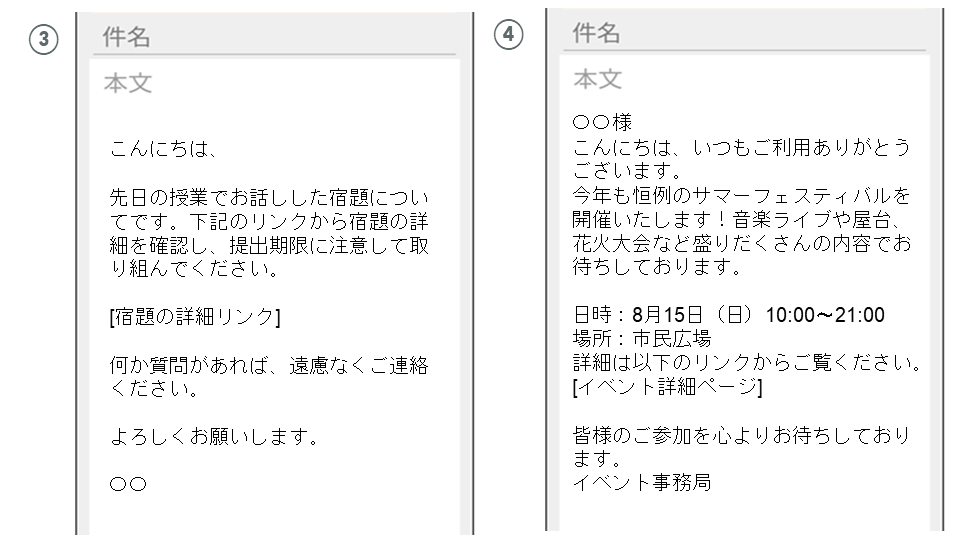 ③
件名
本文
こんにちは、
先日の授業でお話しした宿題につい
てです。下記のリンクから宿題の詳
細を確認し、提出期限に注意して取
り組んでください。
[宿題の詳細リンク]
何か質問があれば、遠慮なくご連絡
ください。
よろしくお願いします。
〇〇
④
件名
本文
〇〇様
こんにちは、いつもご利用ありがとう
ございます。
今年も恒例のサマーフェスティバルを
開催いたします！音楽ライブや屋台、
花火大会など盛りだくさんの内容でお
待ちしております。
日時：8月15日（日）10:00～21:00
場所：市民広場
詳細は以下のリンクからご覧ください。
[イベント詳細ページ]
皆様のご参加を心よりお待ちしており
ます。
イベント事務局